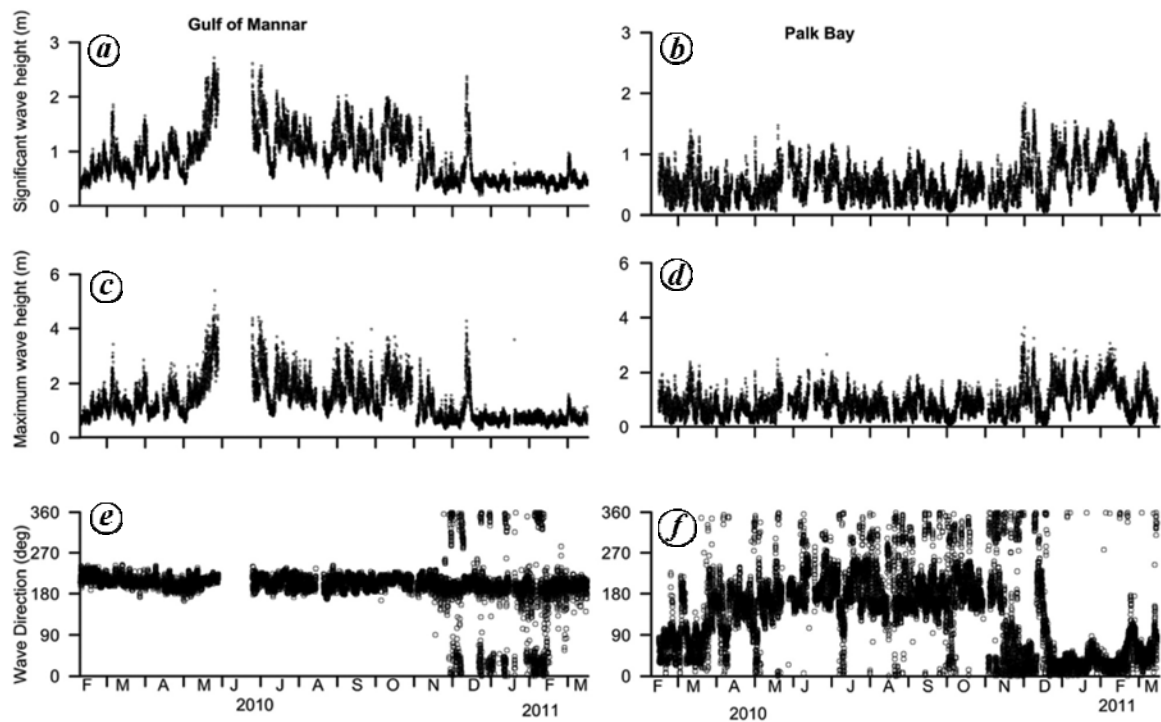 Gulf of Mannar
Palk Bay
a
b
Significant wave height (m)
3
2
1
0
3
2
1
0
c
d
Maximum wave height (m)
6
4
2
0
6
4
2
0
e
f
Wave Direction (deg)
360
270
180
90
0
360
270
180
90
0
F M A M J J A S O N D J F M
F M A M J J A S O N D J F M
2010 2011
2010 2011